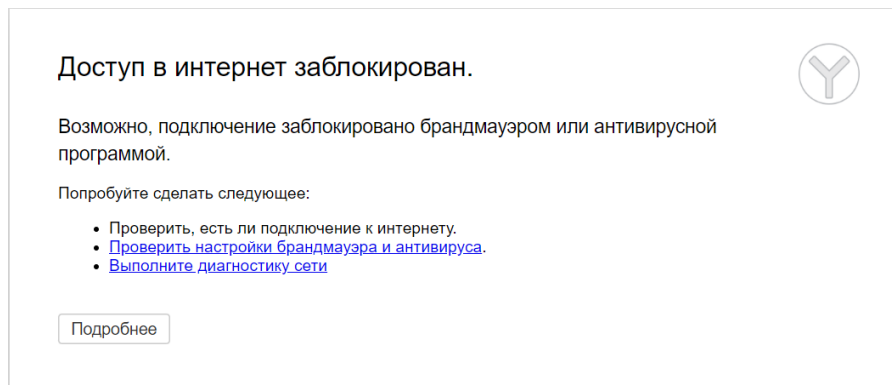 Доступ в интернет заблокирован.
Возможно, подключение заблокировано брандмауэром или антивирусной
программой.
Попробуйте сделать следующее:
• Проверить, есть ли подключение к интернету.
• Проверить настройки брандмауэра и антивируса.
• Выполните диагностику сети
Подробнее